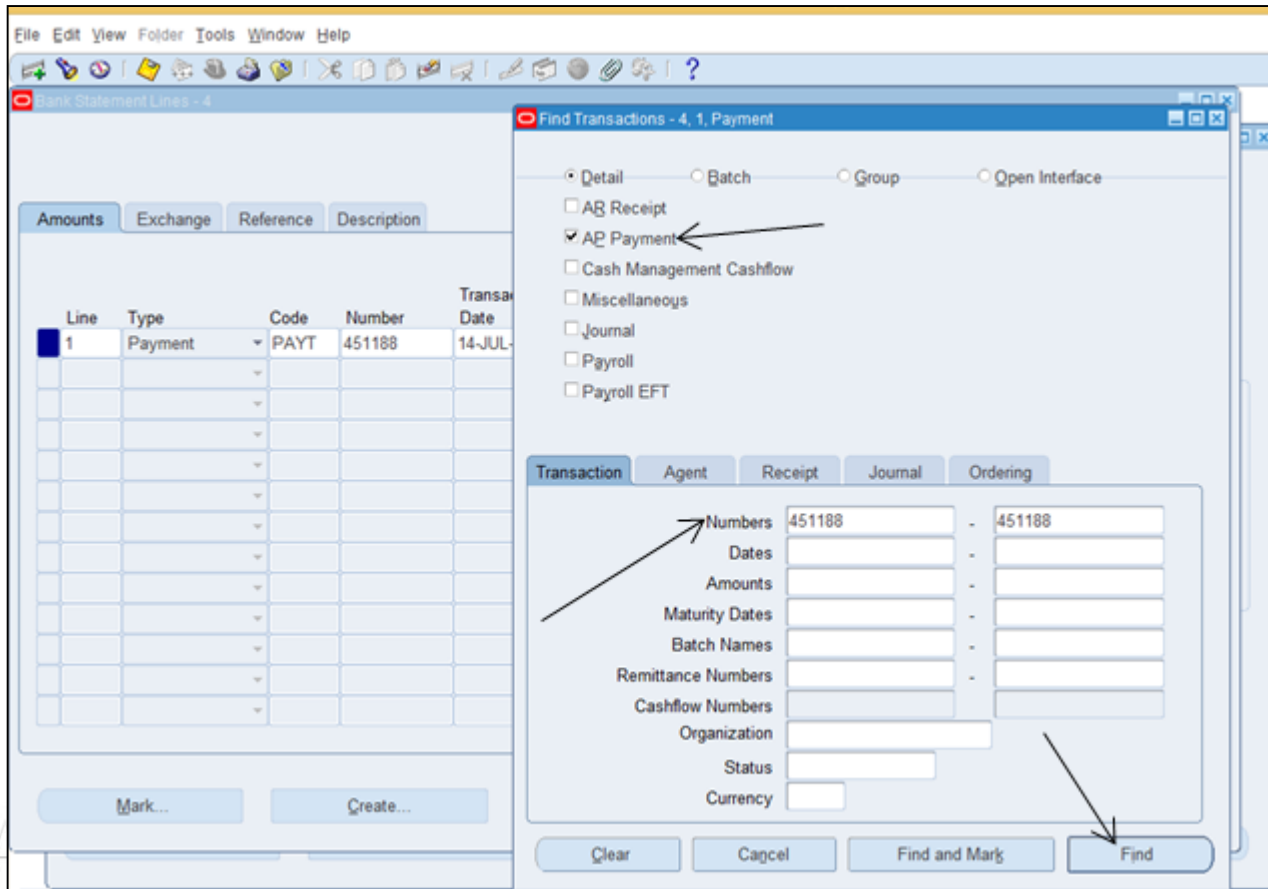 File Edit View Folder Tools Window Help
Bank Statement Lines - 4
Amounts Exchange Reference Description
Transa
Line Type Code Number Date
1 Payment PAYT 451188 14-JUL-
Mark... Create...
Find Transactions - 4, 1, Payment
Detail Batch Group Open Interface
AR Receipt
AP Payment
Cash Management Cashflow
Miscellaneous
Journal
Payroll
Payroll EFT
Transaction Agent Receipt Journal Ordering
Numbers 451188 - 451188
Dates -
Amounts -
Maturity Dates -
Batch Names -
Remittance Numbers -
Cashflow Numbers
Organization
Status
Currency
Clear Cancel Find and Mark Find